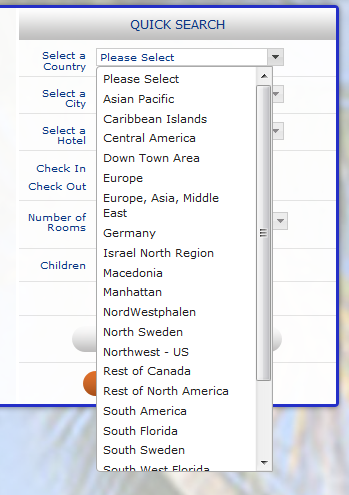 QUICK SEARCH
Select a
Country
Please Select
Select a
City
Select a
Hotel
Check In
Check Out
Number of
Rooms
Children
Please Select
Asian Pacific
Caribbean Islands
Central America
Down Town Area
Europe
Europe, Asia, Middle
East
Germany
Israel North Region
Macedonia
Manhattan
NordWestphalen
North Sweden
Northwest - US
Rest of Canada
Rest of North America
South America
South Florida
South Sweden
South West Florida